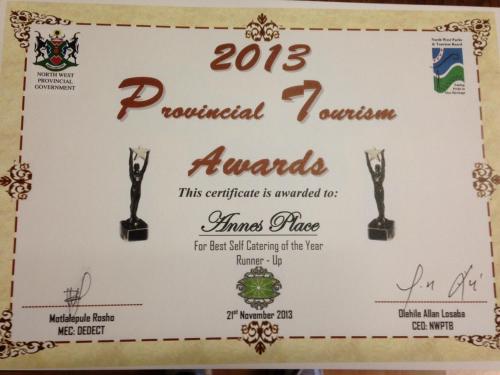 NORTH WEST
PROVINCIAL
GOVERNMENT
North West Parks
& Tourism Board
2013
Provincial Tourism
Awards
This certificate is awarded to:
Annes Place
For Best Self Catering of the Year
Runner - Up
21st November 2013
Motlalepule Rosho
MEC: DEDECT
Olehile Allan Losaba
CEO: NWPTB